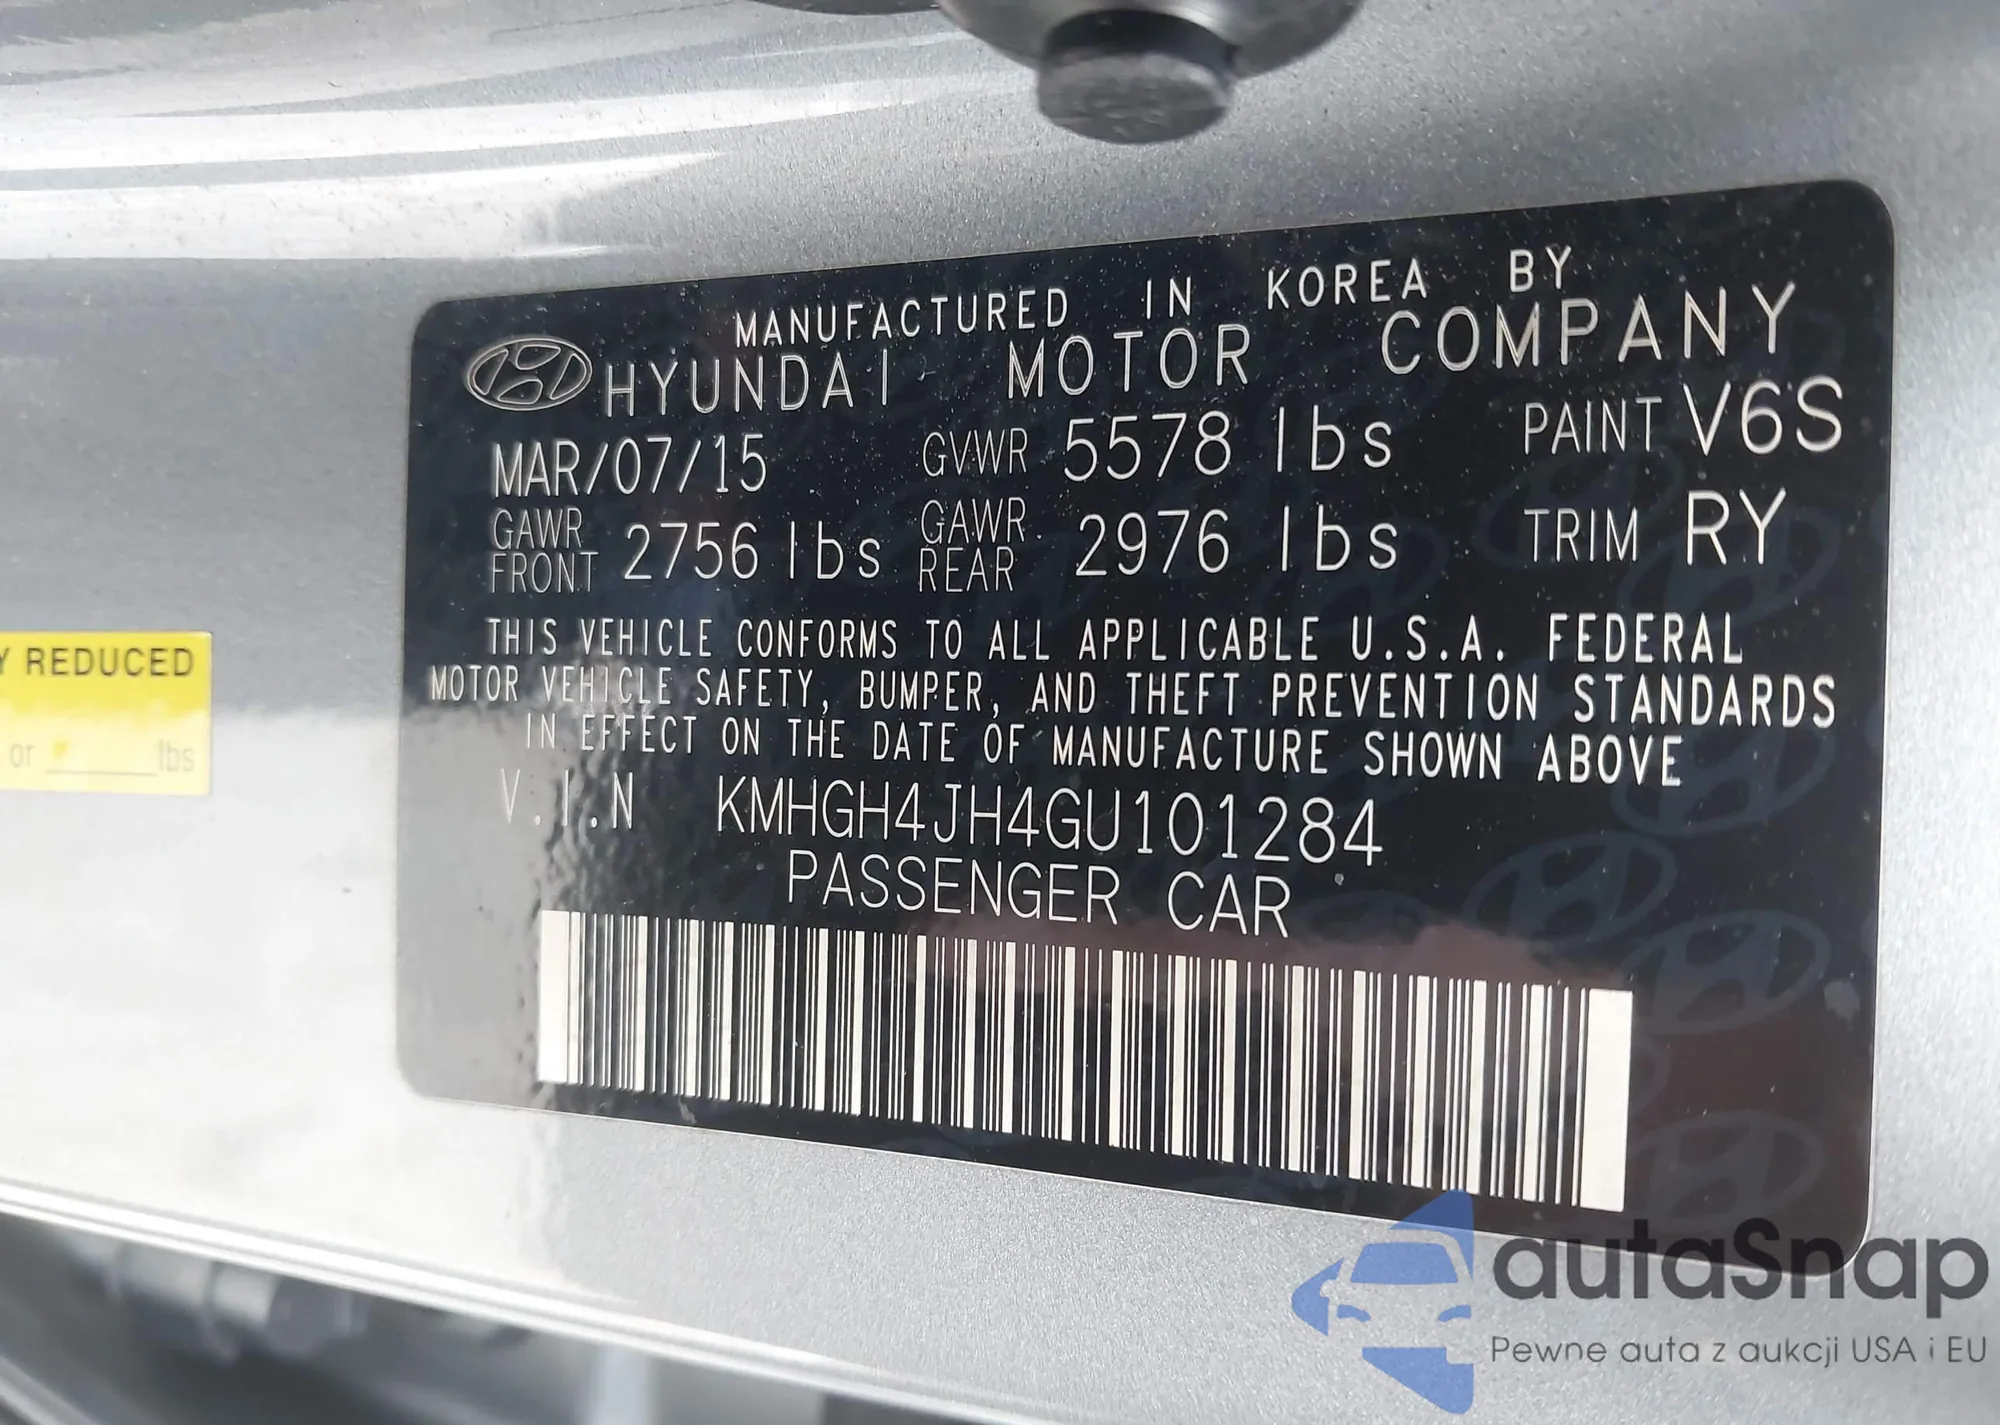 MANUFACTURED IN KOREA BY
HYUNDAI MOTOR COMPANY
MAR/07/15 GVWR 5578 lbs PAINT V6S
GAWR FRONT 2756 lbs GAWR REAR 2976 lbs TRIM RY
THIS VEHICLE CONFORMS TO ALL APPLICABLE U.S.A. FEDERAL
MOTOR VEHICLE SAFETY, BUMPER, AND THEFT PREVENTION STANDARDS
IN EFFECT ON THE DATE OF MANUFACTURE SHOWN ABOVE
V.I.N KMHGH4JH4GU101284
PASSENGER CAR
Y REDUCED
or ______ lbs
autaSnap
Pewne auta z aukcji USA i EU